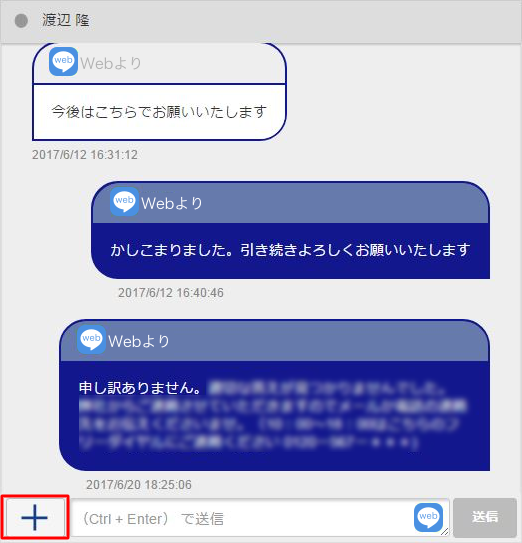 渡辺 隆
web Webより
今後はこちらでお願いいたします
2017/6/12 16:31:12
web Webより
かしこまりました。引き続きよろしくお願いいたします
2017/6/12 16:40:46
web Webより
申し訳ありません。
2017/6/20 18:25:06
（Ctrl + Enter） で送信
web
送信